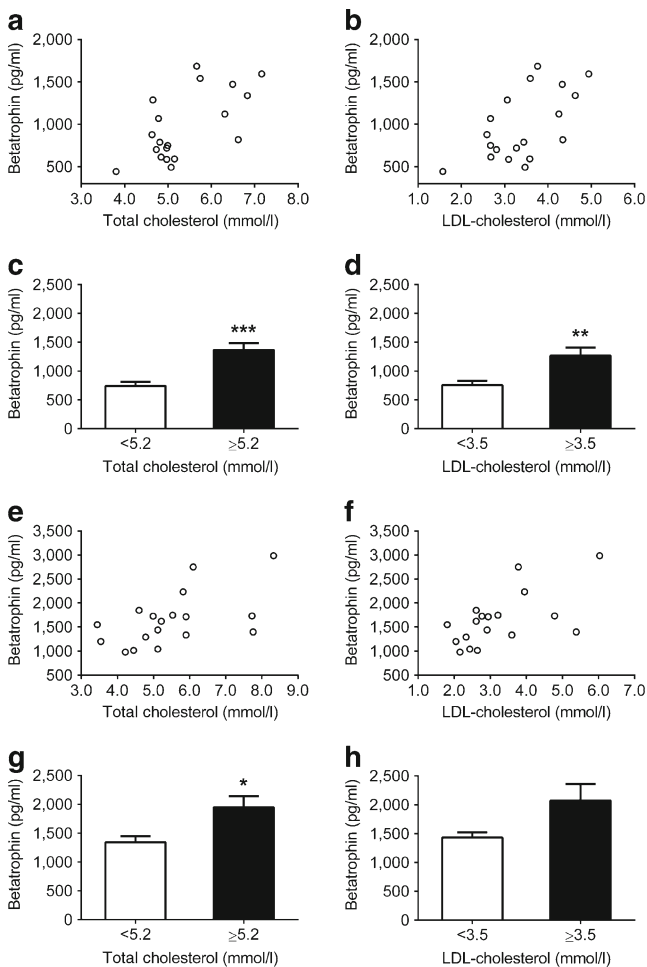 a
b
2,000
1,500
1,000
500
Betatrophin (pg/ml)
3.0 4.0 5.0 6.0 7.0 8.0
Total cholesterol (mmol/l)
2,000
1,500
1,000
500
Betatrophin (pg/ml)
1.0 2.0 3.0 4.0 5.0 6.0
LDL-cholesterol (mmol/l)
c
d
2,500
2,000
1,500
1,000
500
0
Betatrophin (pg/ml)
***
<5.2 ≥5.2
Total cholesterol (mmol/l)
2,500
2,000
1,500
1,000
500
0
Betatrophin (pg/ml)
**
<3.5 ≥3.5
LDL-cholesterol (mmol/l)
e
f
3,500
3,000
2,500
2,000
1,500
1,000
500
Betatrophin (pg/ml)
3.0 4.0 5.0 6.0 7.0 8.0 9.0
Total cholesterol (mmol/l)
3,500
3,000
2,500
2,000
1,500
1,000
500
Betatrophin (pg/ml)
1.0 2.0 3.0 4.0 5.0 6.0 7.0
LDL-cholesterol (mmol/l)
g
h
2,500
2,000
1,500
1,000
500
0
Betatrophin (pg/ml)
*
<5.2 ≥5.2
Total cholesterol (mmol/l)
2,500
2,000
1,500
1,000
500
0
Betatrophin (pg/ml)
<3.5 ≥3.5
LDL-cholesterol (mmol/l)